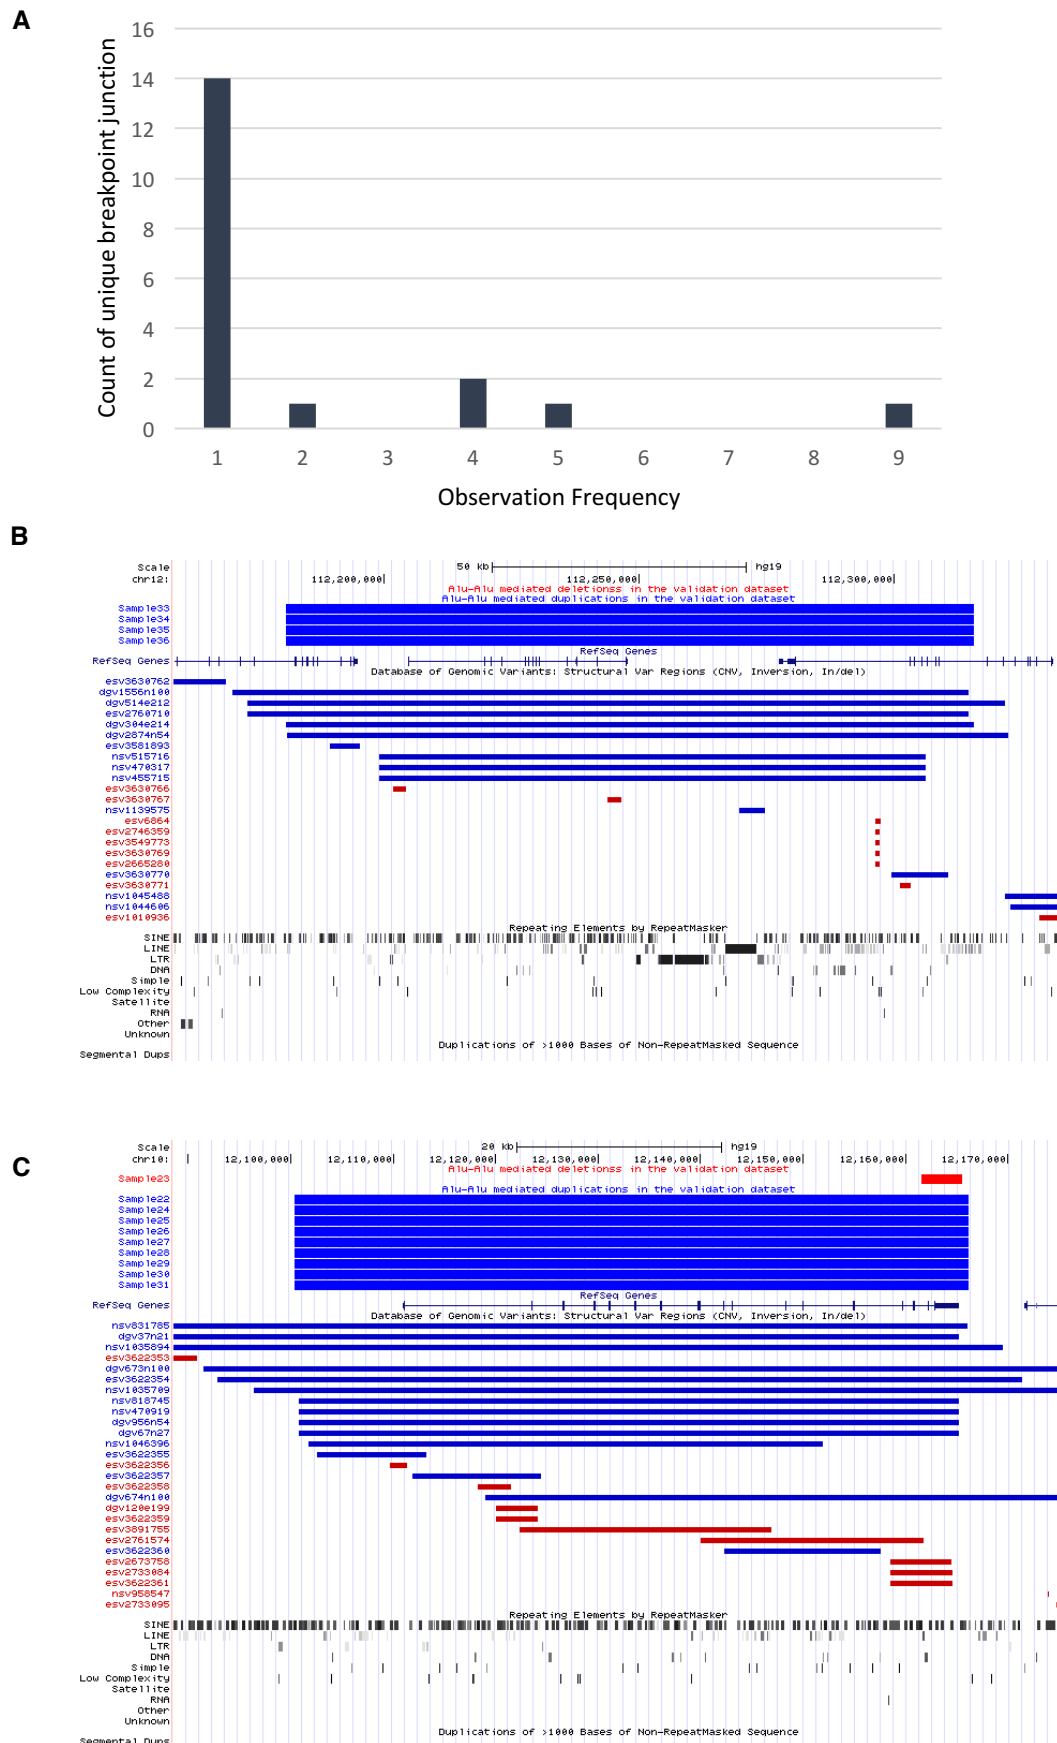 A
16
14
12
10
8
6
4
2
0
Count of unique breakpoint junction
1 2 3 4 5 6 7 8 9
Observation Frequency
B
Scale 50 kb hg19
chr12: 112,200,000 112,250,000 112,300,000
Alu-Alu mediated deletionss in the validation dataset
Alu-Alu mediated duplications in the validation dataset
Sample33
Sample34
Sample35
Sample36
RefSeq Genes
RefSeq Genes
Database of Genomic Variants: Structural Var Regions (CNV, Inversion, In/del)
esv3630762
dgv1556n100
dgv514e212
esv2760710
dgv304e214
dgv2874n54
esv3581893
nsv515716
nsv470317
nsv455715
esv3630766
esv3630767
nsv1139575
esv6864
esv2746359
esv3549773
esv3630769
esv2665280
esv3630770
esv3630771
nsv1045488
nsv1044606
esv1010936
Repeating Elements by RepeatMasker
SINE
LINE
LTR
DNA
Simple
Low Complexity
Satellite
RNA
Other
Unknown
Duplications of >1000 Bases of Non-RepeatMasked Sequence
Segmental Dups
C
Scale 20 kb hg19
chr10: 12,100,000 12,110,000 12,120,000 12,130,000 12,140,000 12,150,000 12,160,000 12,170,000
Alu-Alu mediated deletionss in the validation dataset
Sample23
Alu-Alu mediated duplications in the validation dataset
Sample22
Sample24
Sample25
Sample26
Sample27
Sample28
Sample29
Sample30
Sample31
RefSeq Genes
RefSeq Genes
Database of Genomic Variants: Structural Var Regions (CNV, Inversion, In/del)
nsv831785
dgv37n21
nsv1035894
esv3622353
dgv673n100
esv3622354
nsv1035709
nsv818745
nsv470919
dgv956n54
dgv67n27
nsv1046396
esv3622355
esv3622356
esv3622357
esv3622358
dgv674n100
dgv120e199
esv3622359
esv3891755
esv2761574
esv3622360
esv2673758
esv2733084
esv3622361
nsv958547
esv2733095
Repeating Elements by RepeatMasker
SINE
LINE
LTR
DNA
Simple
Low Complexity
Satellite
RNA
Other
Unknown
Duplications of >1000 Bases of Non-RepeatMasked Sequence
Segmental Dups